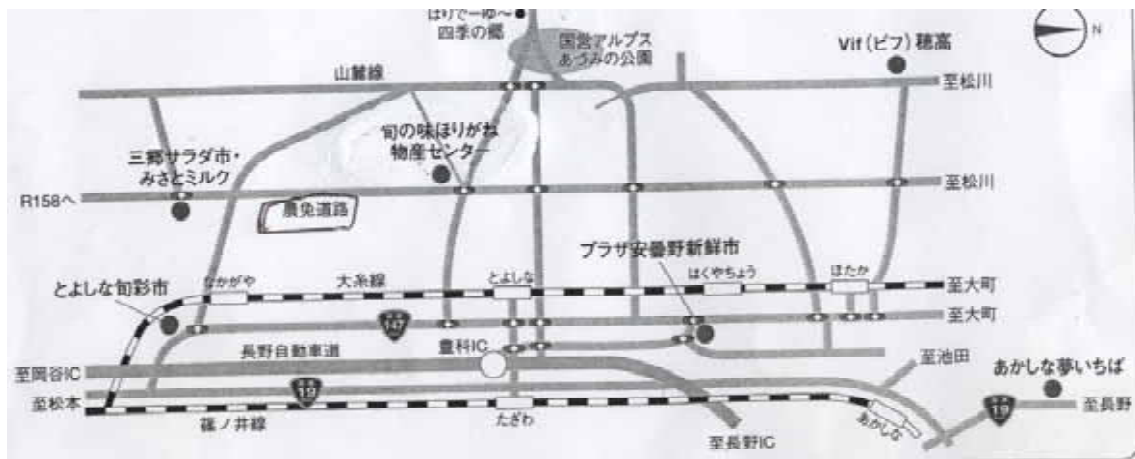 ほりでーゆ〜
四季の郷
国営アルプス
あづみの公園
Vif（ビフ）穂高
N
山麓線
至松川
旬の味ほりがね
物産センター
三郷サラダ市・
みさとミルク
至松川
R158へ
農免道路
プラザ安曇野新鮮市
とよしな旬彩市
なかがや
大糸線
とよしな
はくやちょう
ほたか
至大町
147
至大町
長野自動車道
豊科IC
至池田
至岡谷IC
19
あかしな夢いちば
至松本
19
至長野
篠ノ井線
たざわ
あかしな
至長野IC